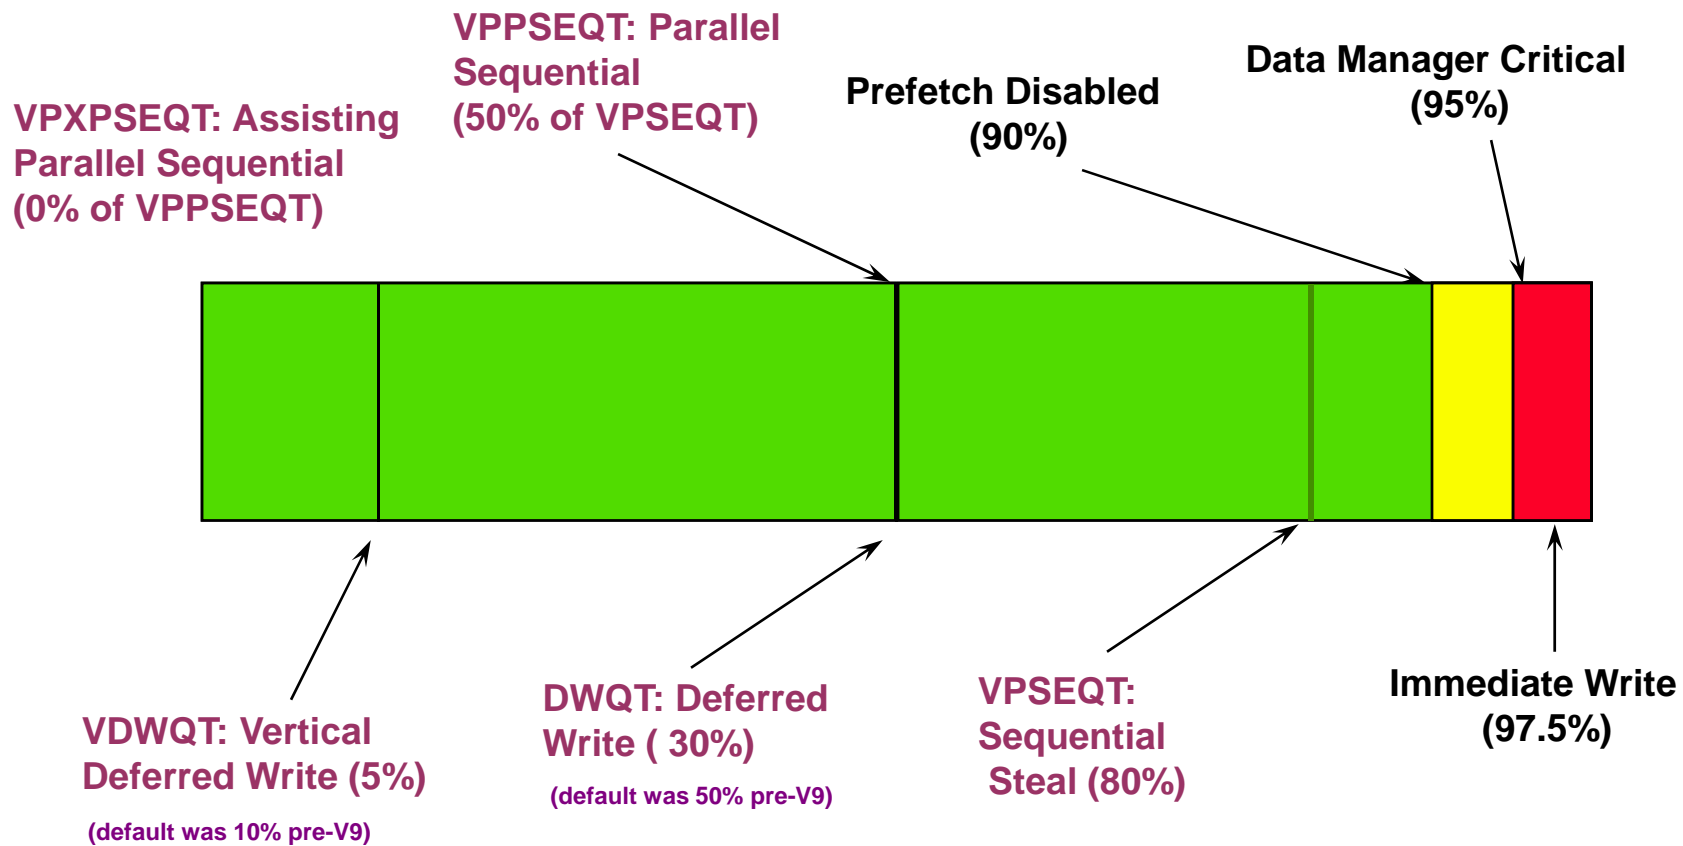 VPXPSEQT: Assisting
Parallel Sequential
(0% of VPPSEQT)
VPPSEQT: Parallel
Sequential
(50% of VPSEQT)
Prefetch Disabled
(90%)
Data Manager Critical
(95%)
VDWQT: Vertical
Deferred Write (5%)
(default was 10% pre-V9)
DWQT: Deferred
Write ( 30%)
(default was 50% pre-V9)
VPSEQT:
Sequential
Steal (80%)
Immediate Write
(97.5%)